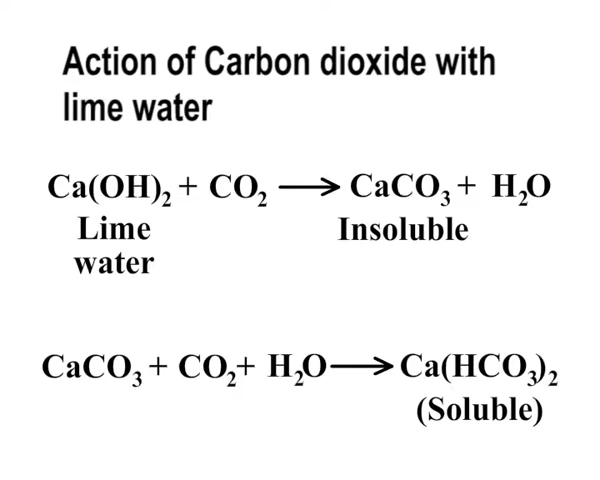 Action of Carbon dioxide with
lime water
Ca(OH)₂ + CO₂ ⟶ CaCO₃ + H₂O
Lime Insoluble
water
CaCO₃ + CO₂ + H₂O ⟶ Ca(HCO₃)₂
(Soluble)